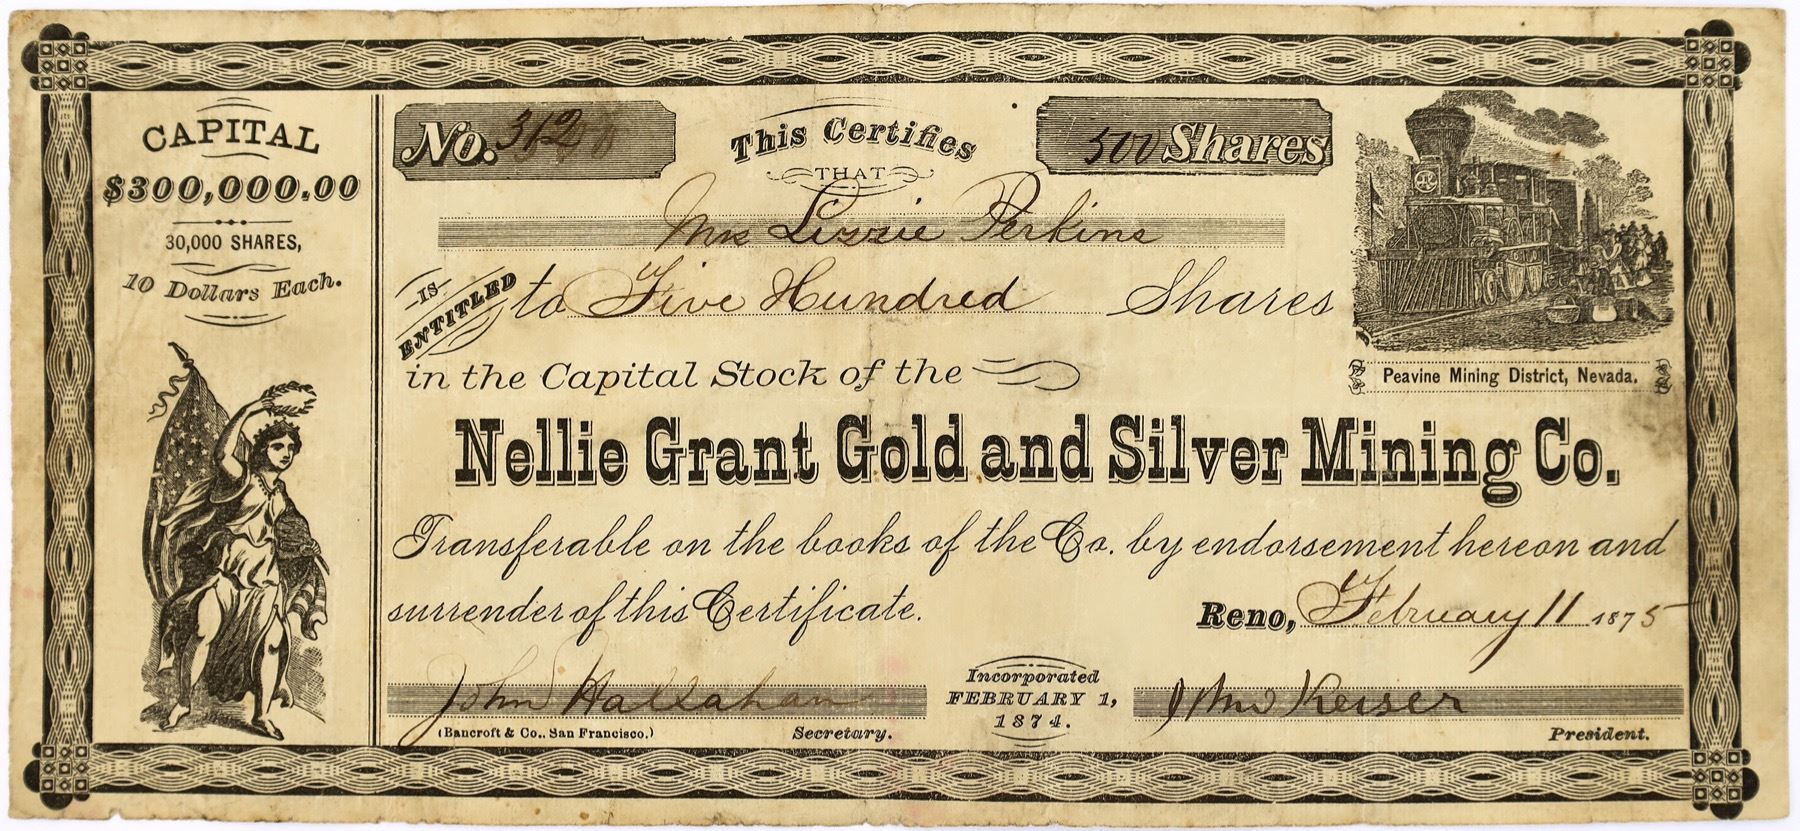 CAPITAL
$300,000.00
30,000 SHARES,
10 Dollars Each.
No. 312
This Certifies
THAT
500 Shares
Mrs Lizzie Perkins
IS ENTITLED to Five Hundred Shares
in the Capital Stock of the
Peavine Mining District, Nevada.
Nellie Grant Gold and Silver Mining Co.
Transferable on the books of the Co. by endorsement hereon and
surrender of this Certificate.
Reno, February 11 1875
John Hallahan
Incorporated
FEBRUARY 1,
1874.
Jno Keiser
(Bancroft & Co., San Francisco.)
Secretary.
President.